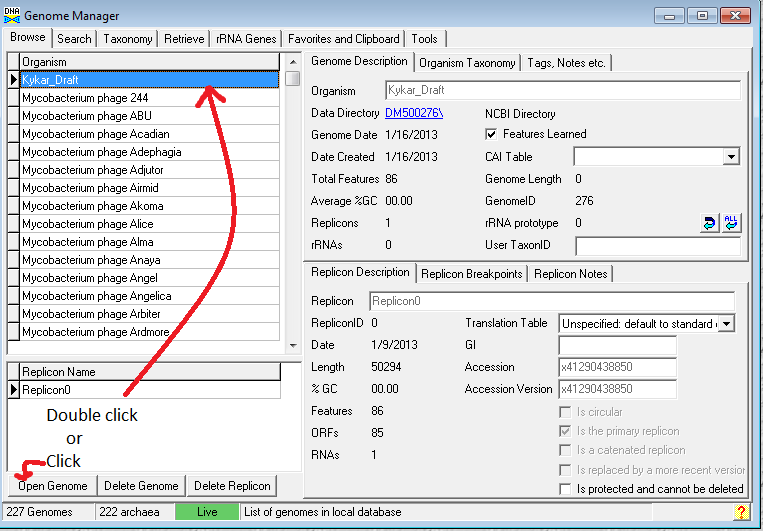 DNA
Genome Manager
Browse
Search
Taxonomy
Retrieve
rRNA Genes
Favorites and Clipboard
Tools
Organism
Kykar_Draft
Mycobacterium phage 244
Mycobacterium phage ABU
Mycobacterium phage Acadian
Mycobacterium phage Adephagia
Mycobacterium phage Adjutor
Mycobacterium phage Airmid
Mycobacterium phage Akoma
Mycobacterium phage Alice
Mycobacterium phage Alma
Mycobacterium phage Anaya
Mycobacterium phage Angel
Mycobacterium phage Angelica
Mycobacterium phage Arbiter
Mycobacterium phage Ardmore
Replicon Name
Replicon0
Double click
or
Click
Open Genome
Delete Genome
Delete Replicon
Genome Description
Organism Taxonomy
Tags, Notes etc.
Organism Kykar_Draft
Data Directory DM500276\ NCBI Directory
Genome Date 1/16/2013 Features Learned
Date Created 1/16/2013 CAI Table
Total Features 86 Genome Length 0
Average %GC 00.00 GenomeID 276
Replicons 1 rRNA prototype 0 ALL
rRNAs 0 User TaxonID
Replicon Description
Replicon Breakpoints
Replicon Notes
Replicon Replicon0
RepliconID 0 Translation Table Unspecified: default to standard
Date 1/9/2013 GI
Length 50294 Accession x41290438850
% GC 00.00 Accession Version x41290438850
Features 86 Is circular
ORFs 85 Is the primary replicon
RNAs 1 Is a catenated replicon
Is replaced by a more recent version
Is protected and cannot be deleted
227 Genomes
222 archaea
Live
List of genomes in local database
?